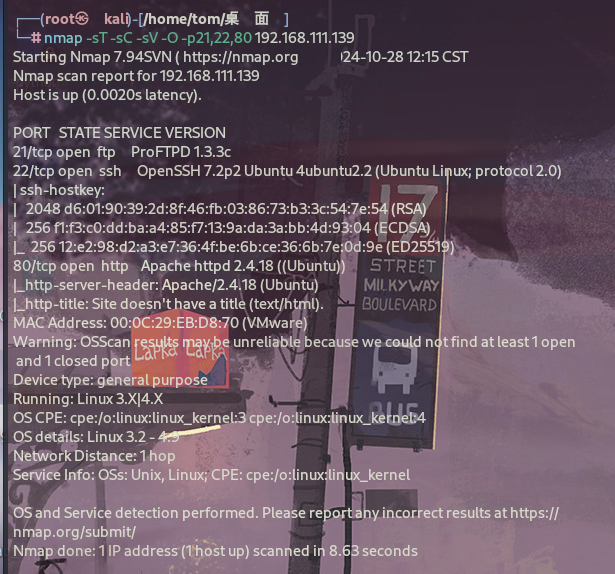 ┌──(root㉿ kali)-[/home/tom/桌 面 ]
└─# nmap -sT -sC -sV -O -p21,22,80 192.168.111.139
Starting Nmap 7.94SVN ( https://nmap.org 24-10-28 12:15 CST
Nmap scan report for 192.168.111.139
Host is up (0.0020s latency).

PORT STATE SERVICE VERSION
21/tcp open ftp ProFTPD 1.3.3c
22/tcp open ssh OpenSSH 7.2p2 Ubuntu 4ubuntu2.2 (Ubuntu Linux; protocol 2.0)
| ssh-hostkey:
| 2048 d6:01:90:39:2d:8f:46:fb:03:86:73:b3:3c:54:7e:54 (RSA)
| 256 f1:f3:c0:dd:ba:a4:85:f7:13:9a:da:3a:bb:4d:93:04 (ECDSA)
|_ 256 12:e2:98:d2:a3:e7:36:4f:be:6b:ce:36:6b:7e:0d:9e (ED25519)
80/tcp open http Apache httpd 2.4.18 ((Ubuntu))
|_http-server-header: Apache/2.4.18 (Ubuntu)
|_http-title: Site doesn't have a title (text/html).
MAC Address: 00:0C:29:EB:D8:70 (VMware)
Warning: OSScan results may be unreliable because we could not find at least 1 open
and 1 closed port
Device type: general purpose
Running: Linux 3.X|4.X
OS CPE: cpe:/o:linux:linux_kernel:3 cpe:/o:linux:linux_kernel:4
OS details: Linux 3.2 - 4.9
Network Distance: 1 hop
Service Info: OSs: Unix, Linux; CPE: cpe:/o:linux:linux_kernel

OS and Service detection performed. Please report any incorrect results at https://
nmap.org/submit/
Nmap done: 1 IP address (1 host up) scanned in 8.63 seconds
17
STREET
MILKYWAY
BOULEVARD
BUS
Lapka Lapka